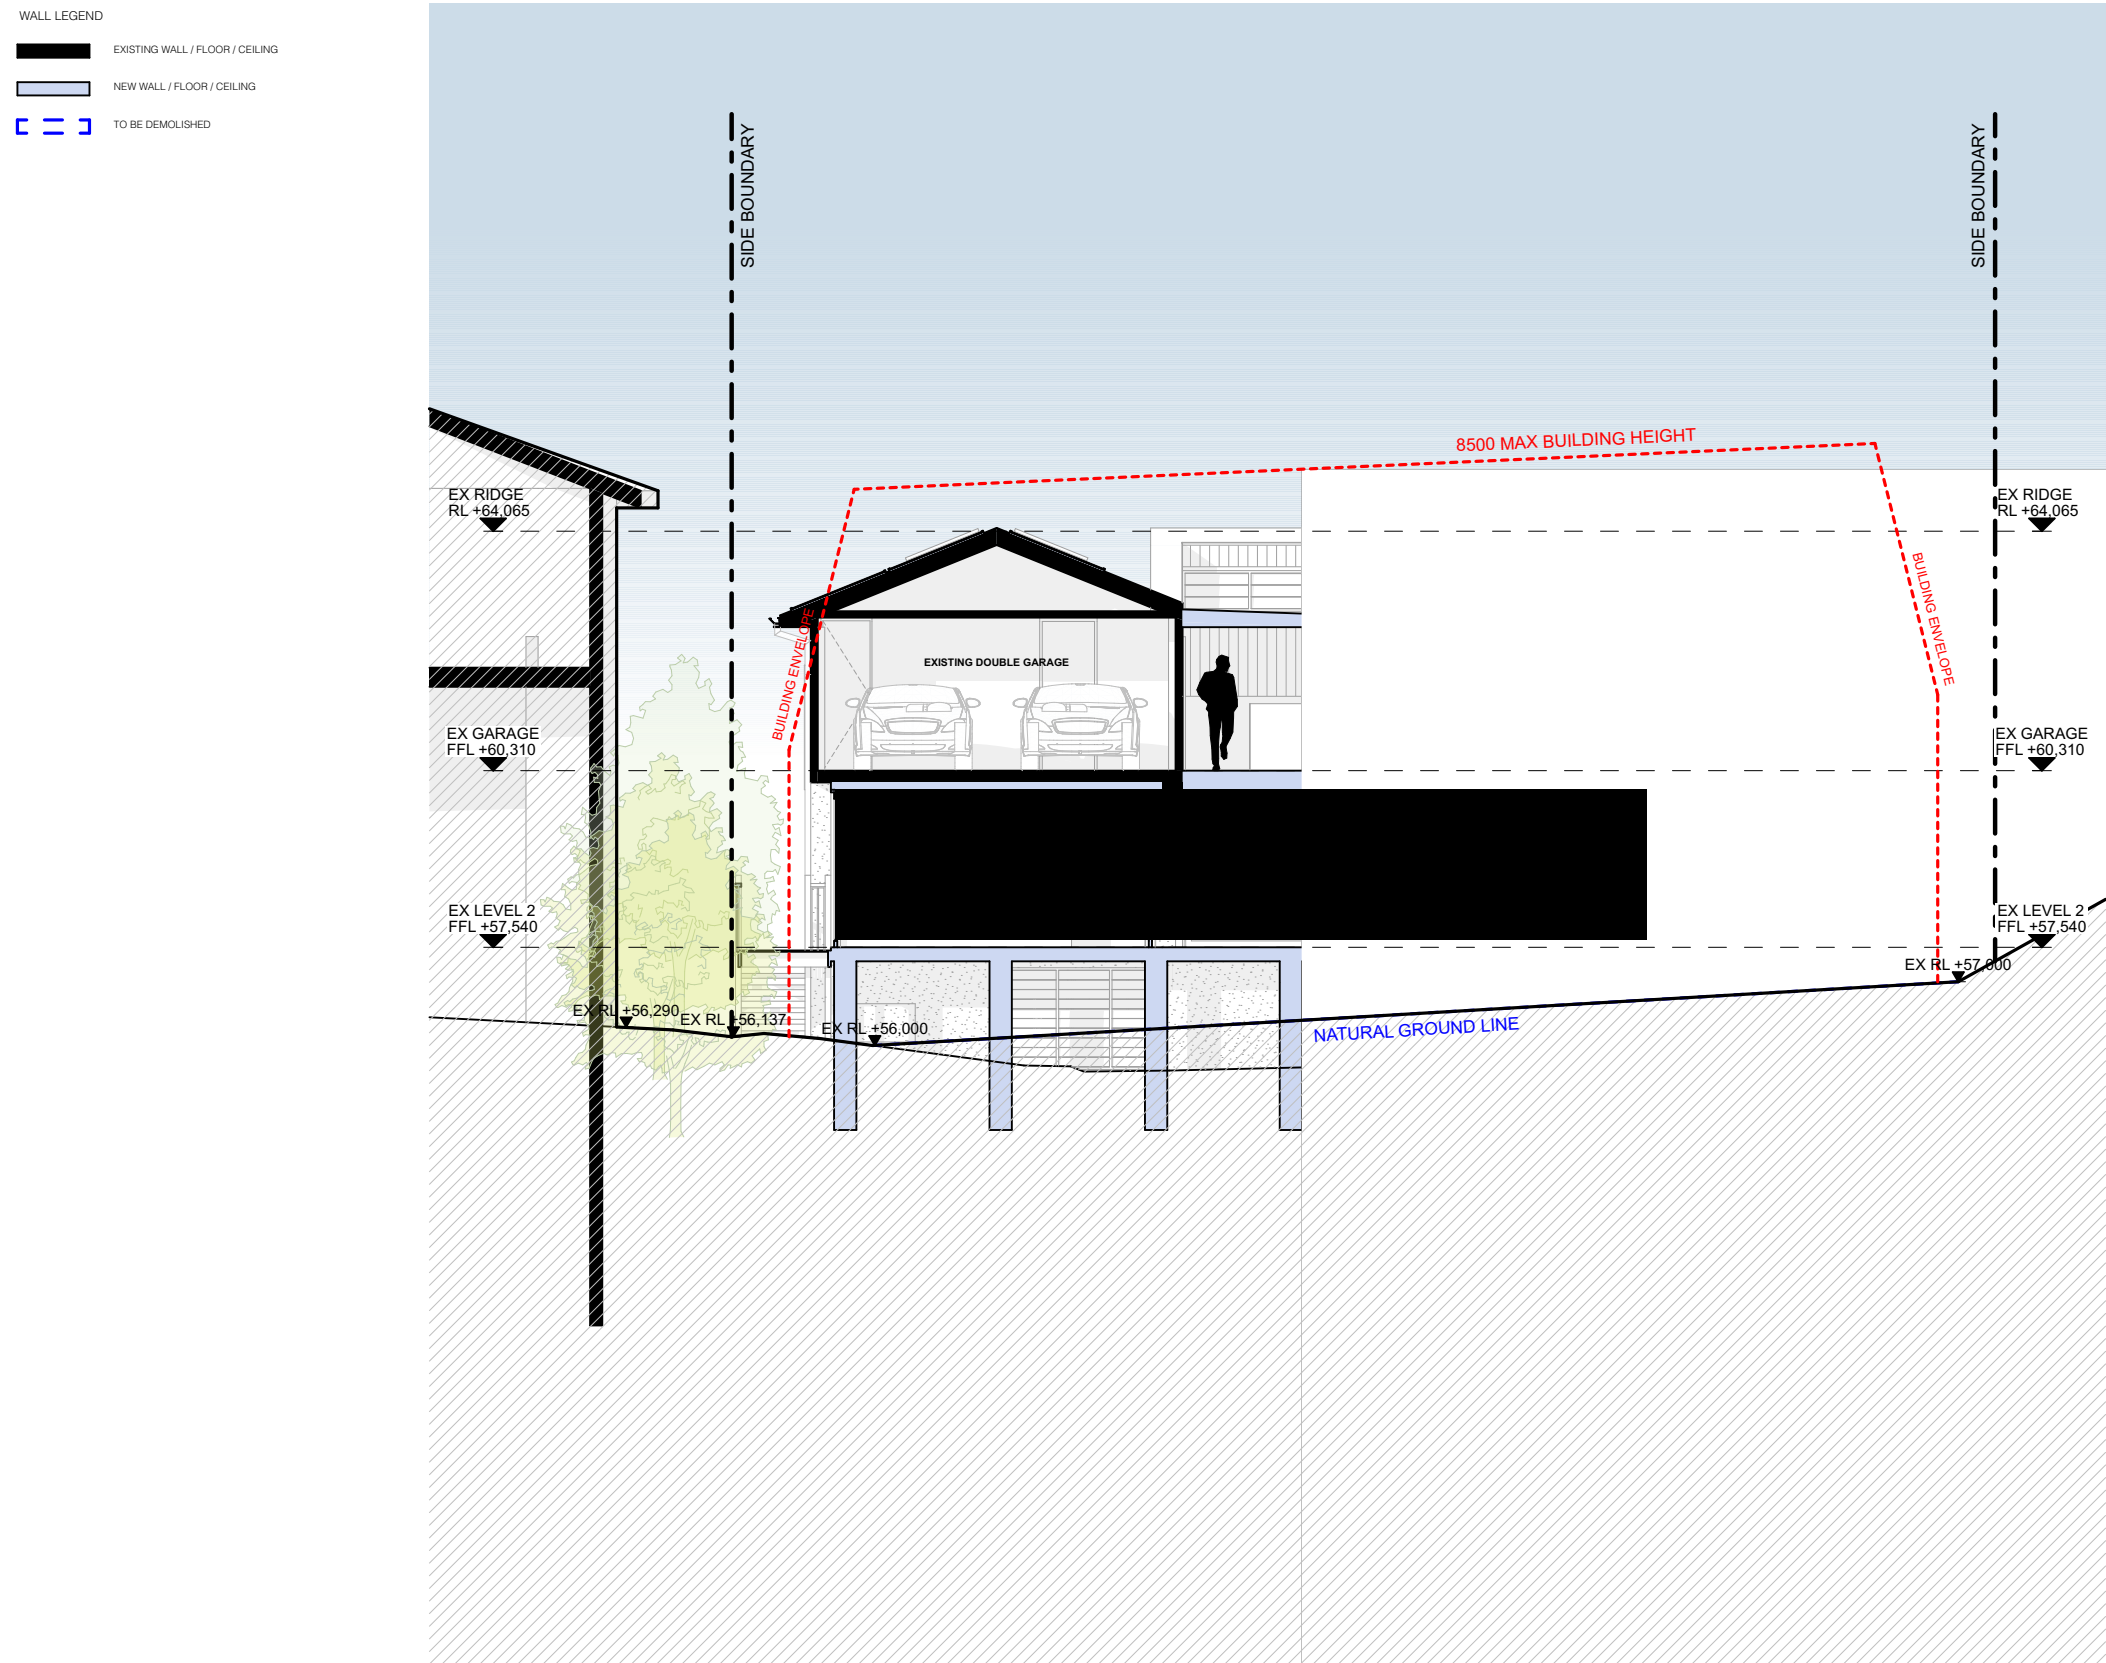 WALL LEGEND
EXISTING WALL / FLOOR / CEILING
NEW WALL / FLOOR / CEILING
TO BE DEMOLISHED
SIDE BOUNDARY
SIDE BOUNDARY
8500 MAX BUILDING HEIGHT
EX RIDGE
RL +64,065
EX RIDGE
RL +64,065
BUILDING ENVELOPE
BUILDING ENVELOPE
EXISTING DOUBLE GARAGE
EX GARAGE
FFL +60,310
EX GARAGE
FFL +60,310
EX LEVEL 2
FFL +57,540
EX LEVEL 2
FFL +57,540
EX RL +57,000
EX RL +56,290
EX RL +56,137
EX RL +56,000
NATURAL GROUND LINE